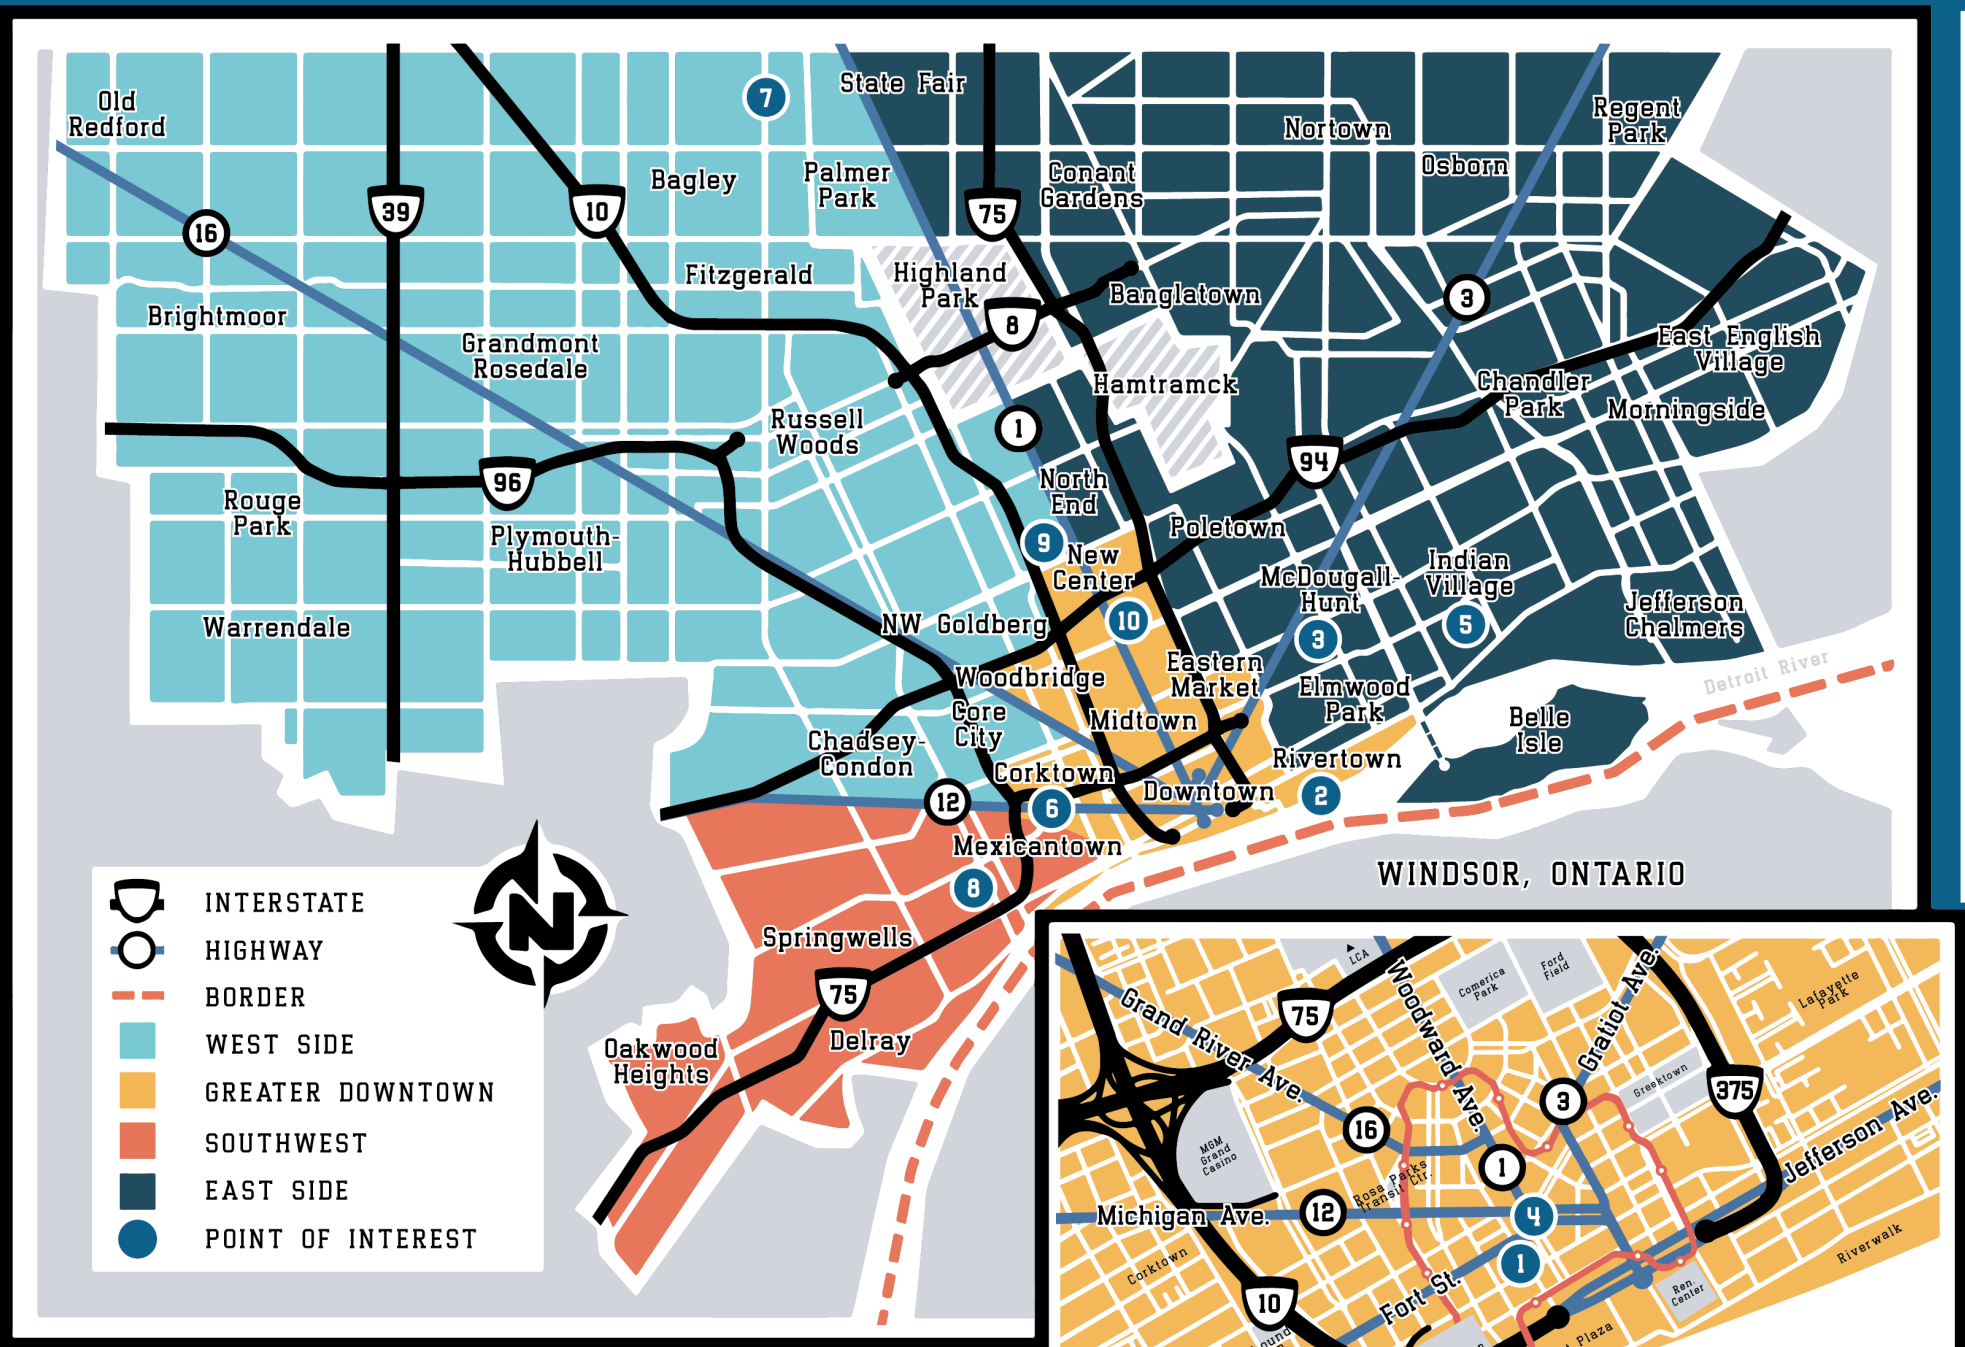 Old
Redford
State Fair
7
Regent
Park
Nortown
Osborn
Bagley
Palmer
Park
Conant
Gardens
16
39
10
75
Fitzgerald
Highland
Park
Banglatown
8
3
Brightmoor
Grandmont
Rosedale
East English
Village
Hamtramck
Chandler
Park
Morningside
Russell
Woods
1
94
96
North
End
Rouge
Park
Plymouth-
Hubbell
Poletown
9
New
Center
McDougall-
Hunt
3
Indian
Village
5
Jefferson
Chalmers
Warrendale
NW Goldberg
10
Woodbridge
Eastern
Market
Elmwood
Park
Detroit River
Core
City
Midtown
Belle
Isle
Chadsey-
Condon
Corktown
Rivertown
Downtown
12
6
2
Mexicantown
8
WINDSOR, ONTARIO
Springwells
75
Delray
Oakwood
Heights
N
INTERSTATE
HIGHWAY
BORDER
WEST SIDE
GREATER DOWNTOWN
SOUTHWEST
EAST SIDE
POINT OF INTEREST
LCA
Comerica
Park
Ford
Field
Lafayette
Park
Grand River Ave.
Woodward Ave.
Gratiot Ave.
75
Greektown
375
3
16
MGM
Grand
Casino
Rosa Parks
Transit Ctr.
1
Jefferson Ave.
Michigan Ave.
12
4
1
Corktown
Riverwalk
Fort St.
10
Ren.
Center
Plaza